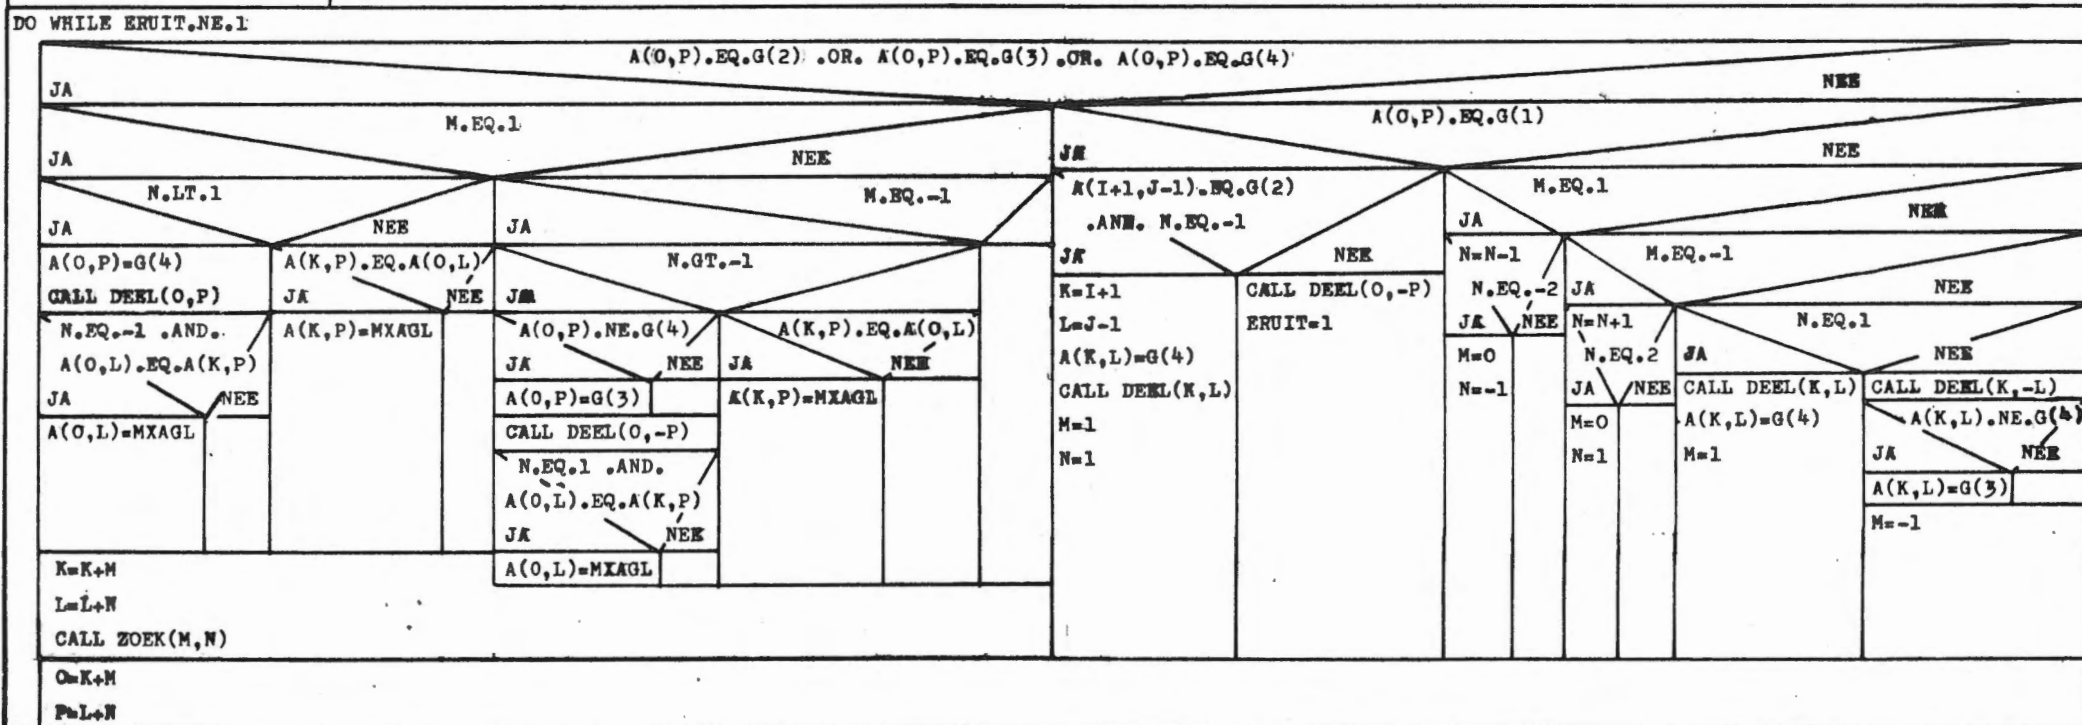 DO WHILE ERUIT.NE.1
A(O,P).EQ.G(2) .OR. A(O,P).EQ.G(3).OR. A(O,P).EQ.G(4)
JA
NEE
M.EQ.1
A(O,P).EQ.G(1)
JA
NEE
JA
NEE
N.LT.1
M.EQ.-1
A(I+1,J-1).EQ.G(2)
.AND. N.EQ.-1
M.EQ.1
JA
NEE
JA
JA
NEE
JA
NEE
A(O,P)=G(4)
CALL DEEL(O,P)
A(K,P).EQ.A(O,L)
JA
NEE
N.GT.-1
JA
K=I+1
L=J-1
A(K,L)=G(4)
CALL DEEL(K,L)
M=1
N=1
CALL DEEL(O,-P)
ERUIT=1
N=N-1
N.EQ.-2
JA
NEE
M=0
N=-1
M.EQ.-1
JA
NEE
N.EQ.-1 .AND.
A(O,L).EQ.A(K,P)
JA
NEE
A(O,L)=MXAGL
A(K,P)=MXAGL
A(O,P).NE.G(4)
JA
NEE
A(O,P)=G(3)
CALL DEEL(O,-P)
N.EQ.1 .AND.
A(O,L).EQ.A(K,P)
JA
NEE
A(O,L)=MXAGL
A(K,P).EQ.A(O,L)
JA
NEE
A(K,P)=MXAGL
N=N+1
N.EQ.2
JA
NEE
M=0
N=1
N.EQ.1
JA
NEE
CALL DEEL(K,L)
A(K,L)=G(4)
M=1
CALL DEEL(K,-L)
A(K,L).NE.G(4)
JA
NEE
A(K,L)=G(3)
M=-1
K=K+M
L=L+N
CALL ZOEK(M,N)
O=K+M
P=L+N